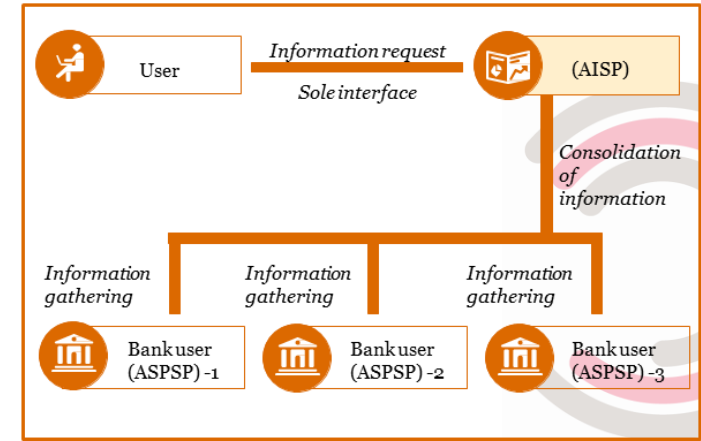 User
Information request
Sole interface
(AISP)
Consolidation
of
information
Information
gathering
Information
gathering
Information
gathering
Bank user
(ASPSP) -1
Bank user
(ASPSP) -2
Bank user
(ASPSP) -3